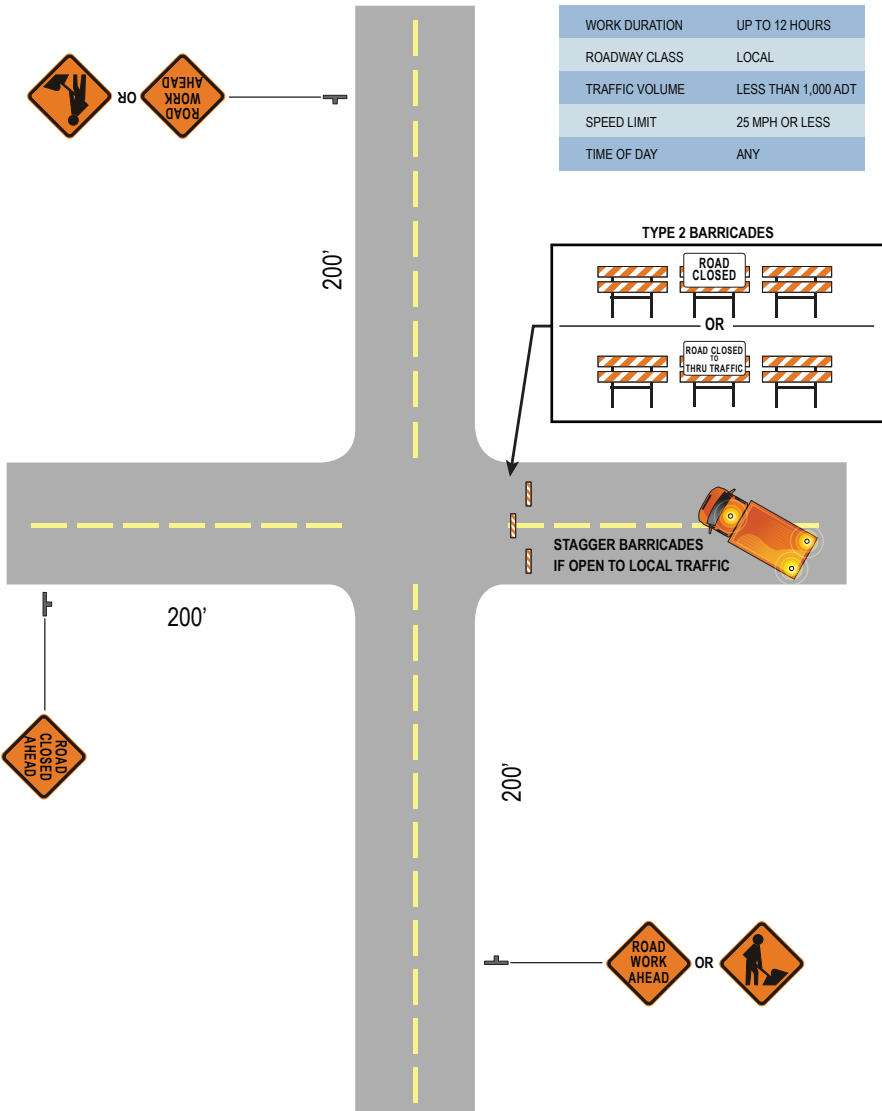 WORK DURATION UP TO 12 HOURS
ROADWAY CLASS LOCAL
TRAFFIC VOLUME LESS THAN 1,000 ADT
SPEED LIMIT 25 MPH OR LESS
TIME OF DAY ANY
ROAD
WORK
AHEAD
OR
200'
TYPE 2 BARRICADES
ROAD
CLOSED
OR
ROAD CLOSED
TO
THRU TRAFFIC
STAGGER BARRICADES
IF OPEN TO LOCAL TRAFFIC
200'
ROAD
CLOSED
AHEAD
200'
ROAD
WORK
AHEAD
OR